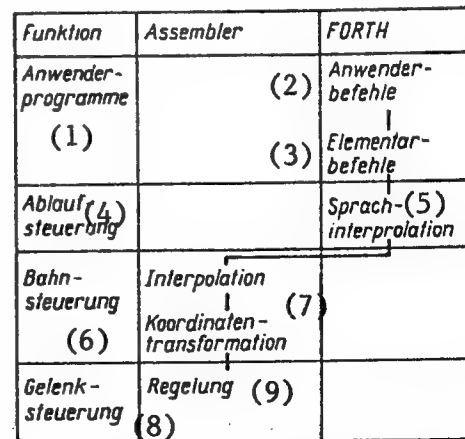 Funktion Assembler FORTH
Anwender-
programme
(1)
(2) Anwender-
befehle
(3) Elementar-
befehle
Ablauf(4)
steuerung
Sprach-(5)
interprolation
Bahn-
steuerung
(6)
Interpolation
(7)
Koordinaten-
transformation
Gelenk-
steuerung (8)
Regelung (9)